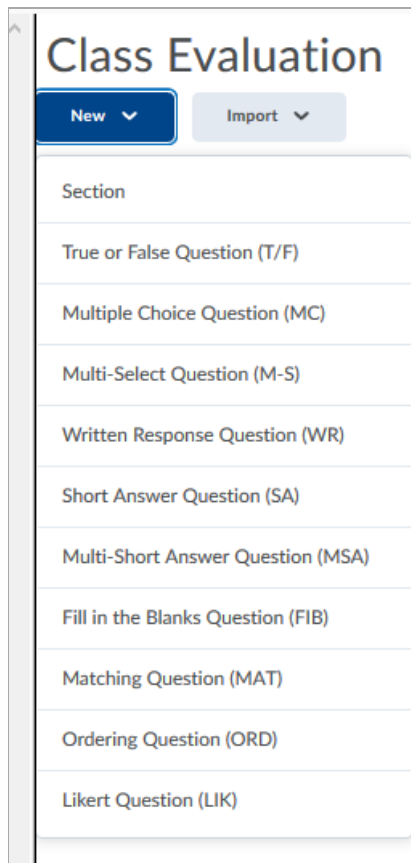 Class Evaluation
New Import
Section
True or False Question (T/F)
Multiple Choice Question (MC)
Multi-Select Question (M-S)
Written Response Question (WR)
Short Answer Question (SA)
Multi-Short Answer Question (MSA)
Fill in the Blanks Question (FIB)
Matching Question (MAT)
Ordering Question (ORD)
Likert Question (LIK)